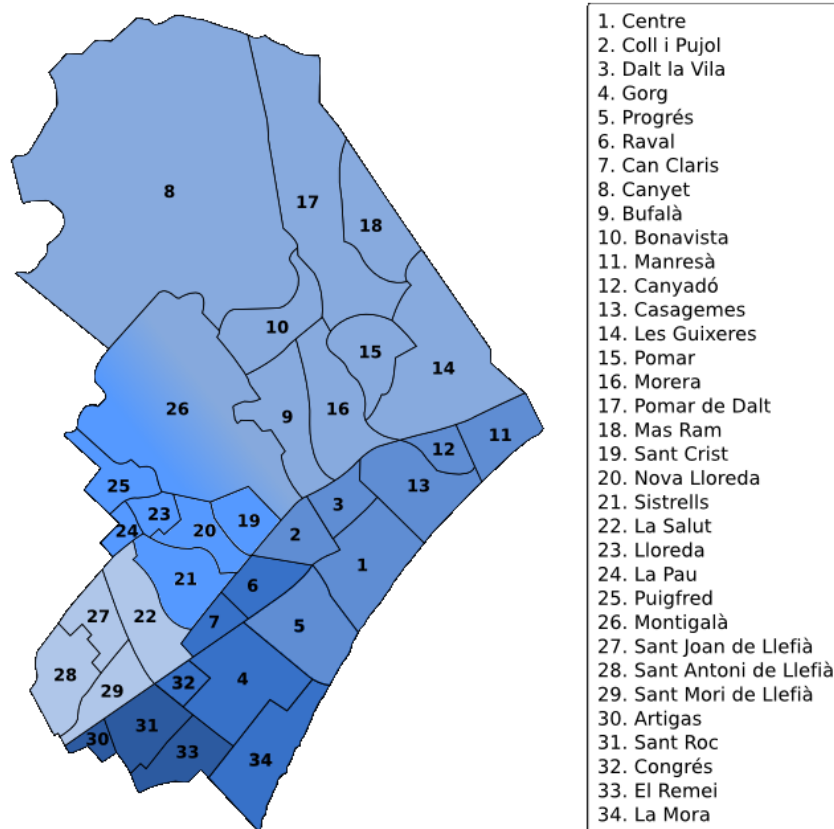 1. Centre
2. Coll i Pujol
3. Dalt la Vila
4. Gorg
5. Progrés
6. Raval
7. Can Claris
8. Canyet
9. Bufalà
10. Bonavista
11. Manresà
12. Canyadó
13. Casagemes
14. Les Guixeres
15. Pomar
16. Morera
17. Pomar de Dalt
18. Mas Ram
19. Sant Crist
20. Nova Lloreda
21. Sistrells
22. La Salut
23. Lloreda
24. La Pau
25. Puigfred
26. Montigalà
27. Sant Joan de Llefià
28. Sant Antoni de Llefià
29. Sant Mori de Llefià
30. Artigas
31. Sant Roc
32. Congrés
33. El Remei
34. La Mora
8
17
18
10
15
14
26
9
16
12
11
25
13
23
3
24
20
19
2
1
21
6
27
22
7
5
28
29
32
4
30
31
33
34